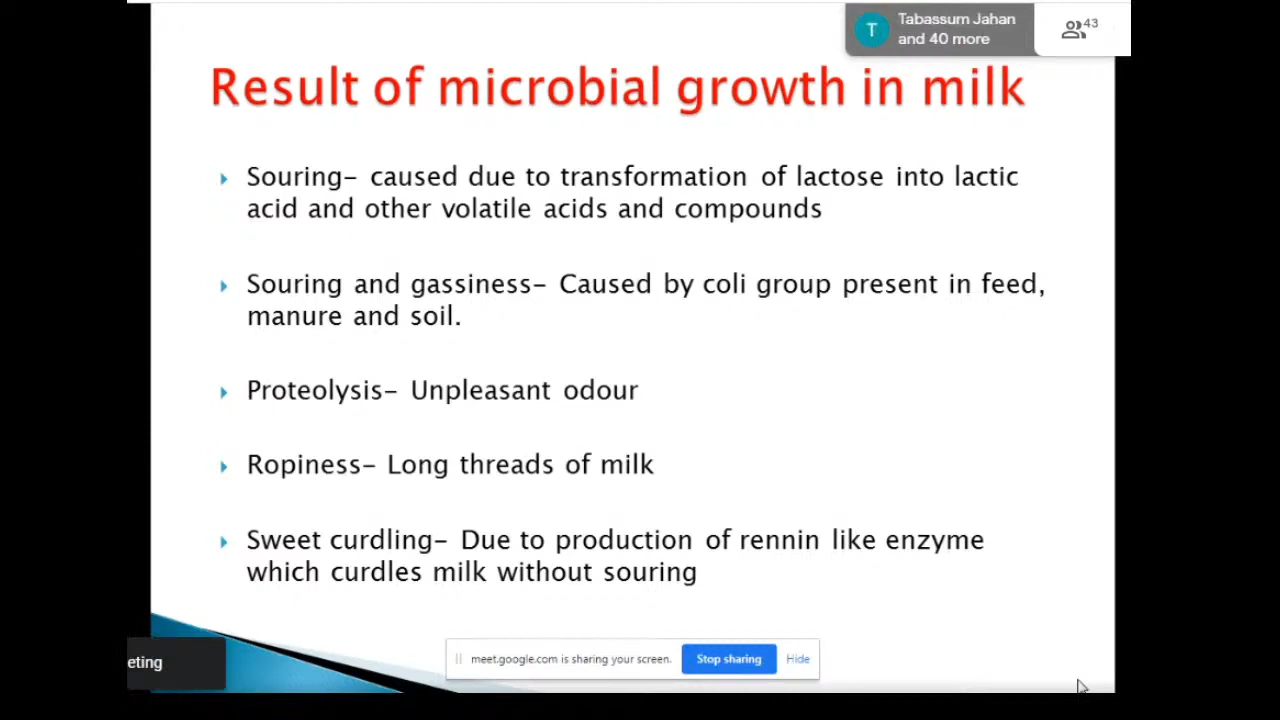 Tabassum Jahan
and 40 more
T
43
Result of microbial growth in milk
Souring- caused due to transformation of lactose into lactic
acid and other volatile acids and compounds
Souring and gassiness- Caused by coli group present in feed,
manure and soil.
Proteolysis- Unpleasant odour
Ropiness- Long threads of milk
Sweet curdling- Due to production of rennin like enzyme
which curdles milk without souring
eting
meet.google.com is sharing your screen.
Stop sharing
Hide